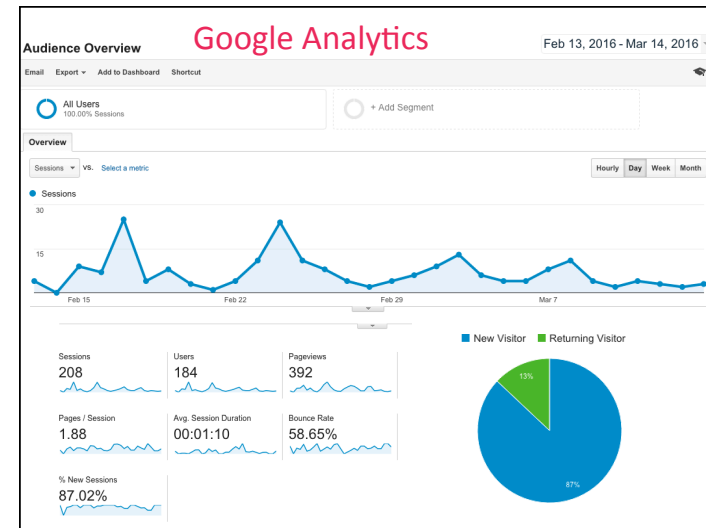 Google Analytics
Audience Overview
Feb 13, 2016 - Mar 14, 2016
Email Export Add to Dashboard Shortcut
All Users
100.00% Sessions
+ Add Segment
Overview
Sessions VS. Select a metric
Hourly Day Week Month
Sessions
30
15
Feb 15 Feb 22 Feb 29 Mar 7
New Visitor Returning Visitor
Sessions
208
Users
184
Pageviews
392
Pages / Session
1.88
Avg. Session Duration
00:01:10
Bounce Rate
58.65%
% New Sessions
87.02%
13%
87%